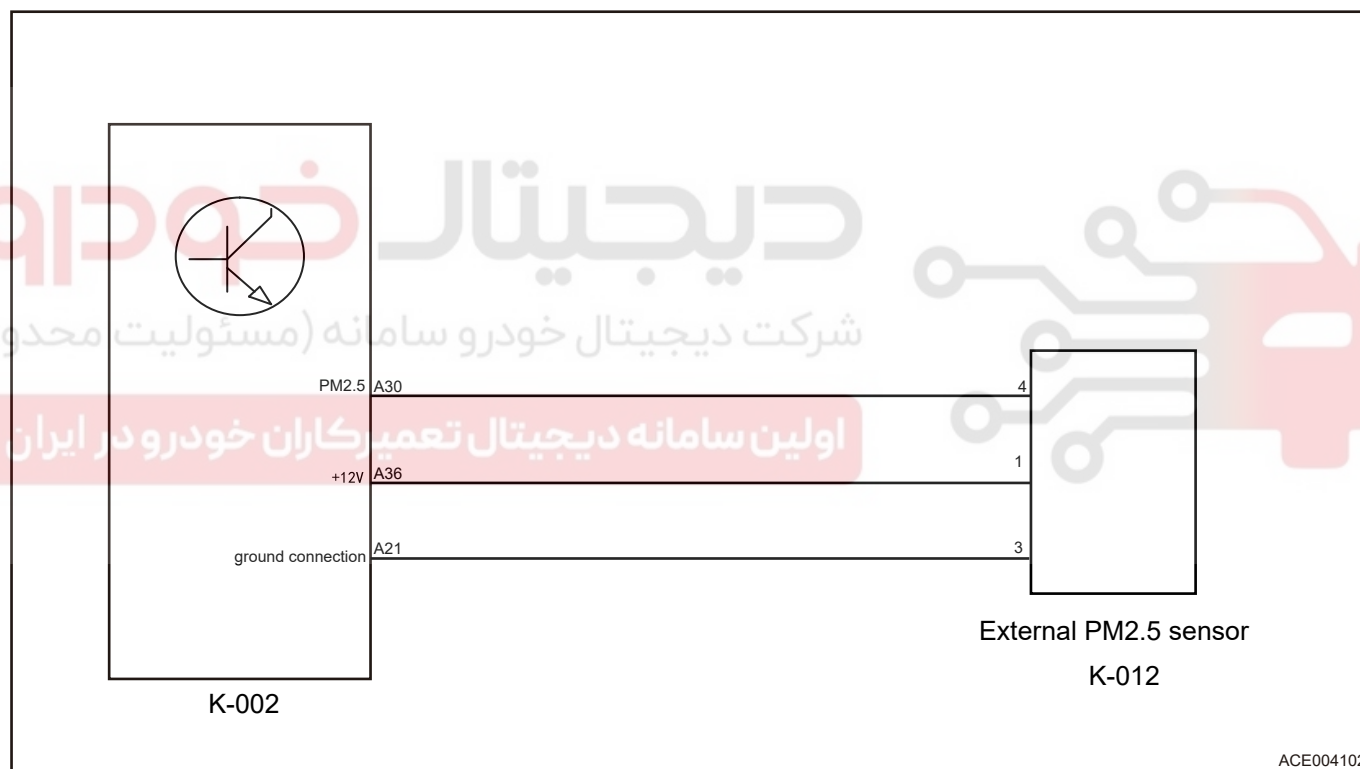 دیجیتال خودرو
شرکت دیجیتال خودرو سامانه (مسئولیت محدو
اولین سامانه دیجیتال تعمیرکاران خودرو در ایران
PM2.5 A30 4
+12V A36 1
ground connection A21 3
External PM2.5 sensor
K-012
K-002
ACE004102